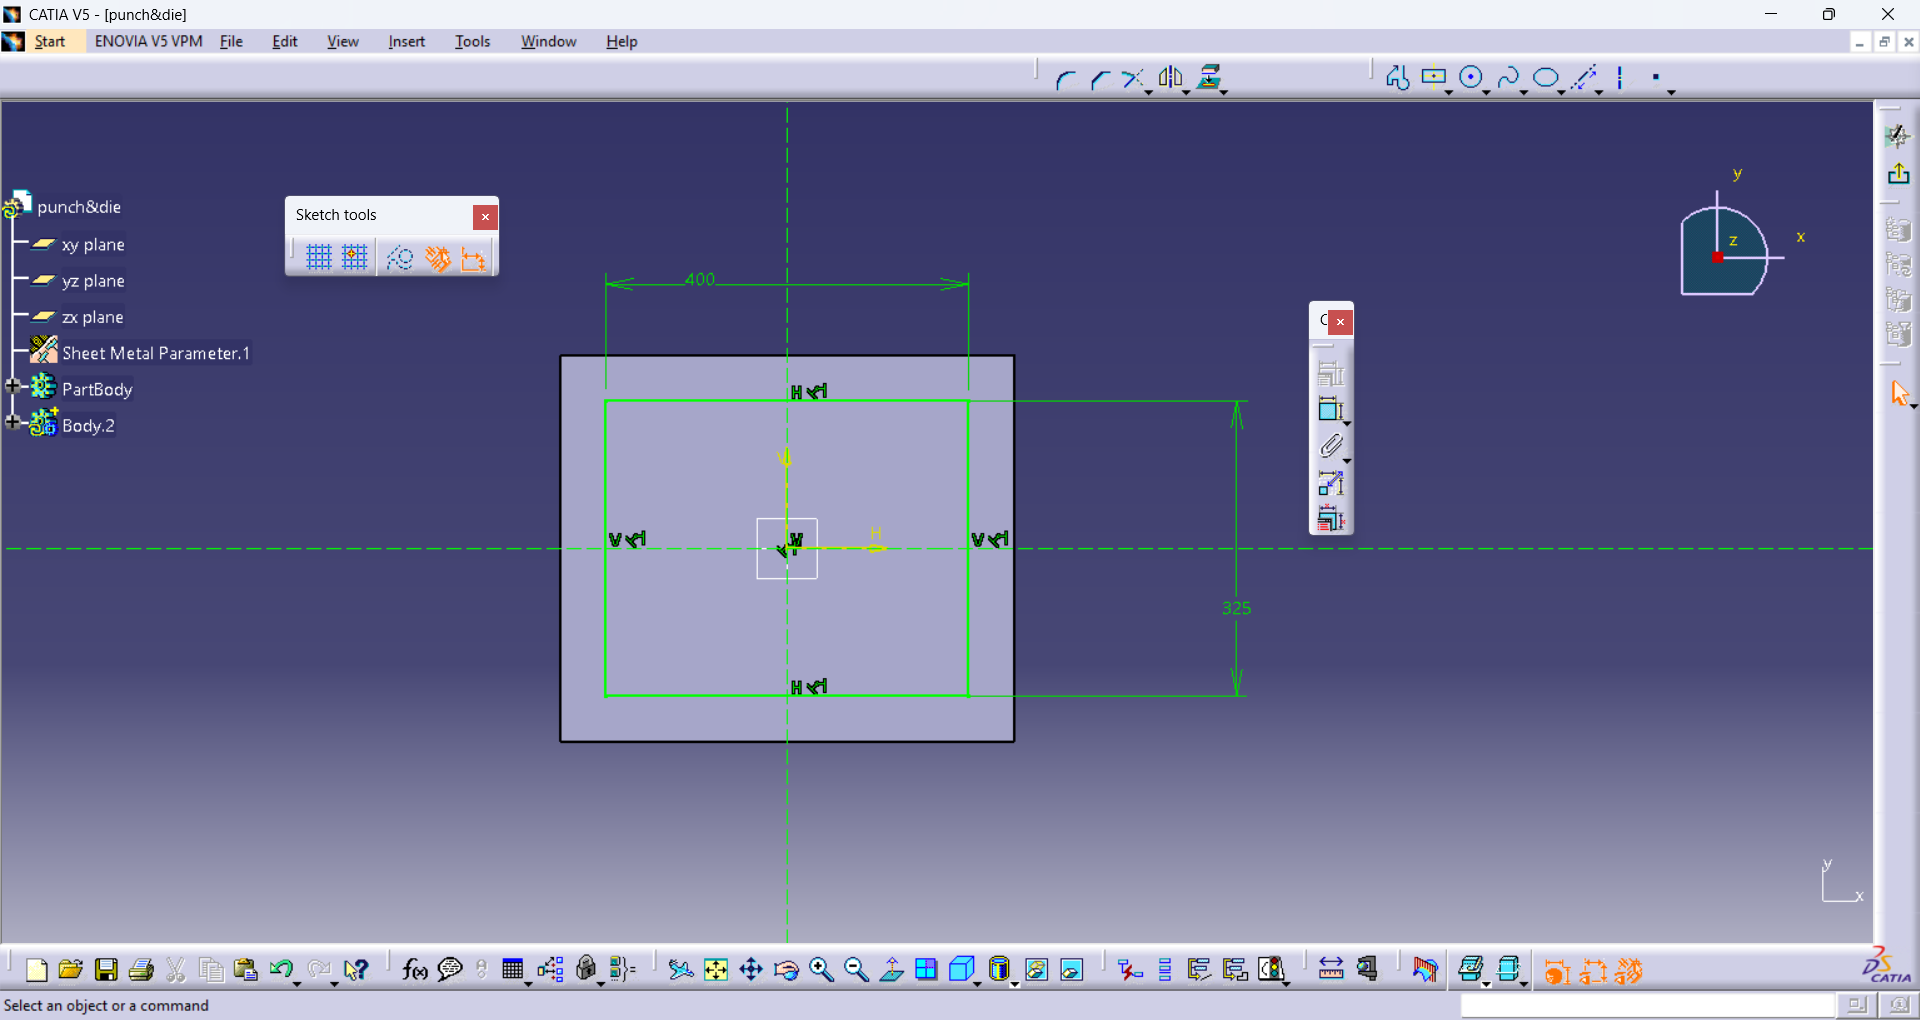 CATIA V5 - [punch&die]
Start ENOVIA V5 VPM File Edit View Insert Tools Window Help
y
x
z
punch&die
xy plane
yz plane
zx plane
Sheet Metal Parameter.1
PartBody
Body.2
Sketch tools
400
C
H
V
H
V
V
V
325
H
y
x
f(x)
CATIA
Select an object or a command